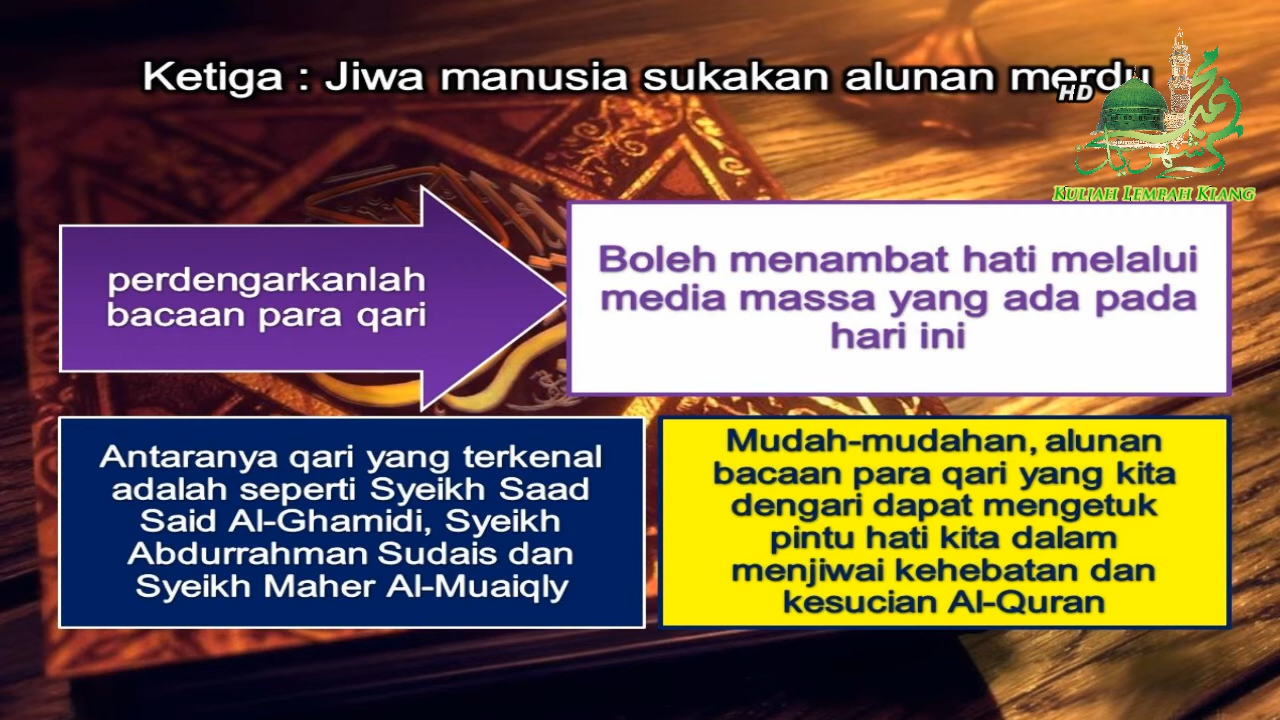 Ketiga : Jiwa manusia sukakan alunan merdu
HD
KULIAH LEMPAH KIANG
perdengarkanlah
bacaan para qari
Boleh menambat hati melalui
media massa yang ada pada
hari ini
Antaranya qari yang terkenal
adalah seperti Syeikh Saad
Said Al-Ghamidi, Syeikh
Abdurrahman Sudais dan
Syeikh Maher Al-Muaiqly
Mudah-mudahan, alunan
bacaan para qari yang kita
dengari dapat mengetuk
pintu hati kita dalam
menjiwai kehebatan dan
kesucian Al-Quran